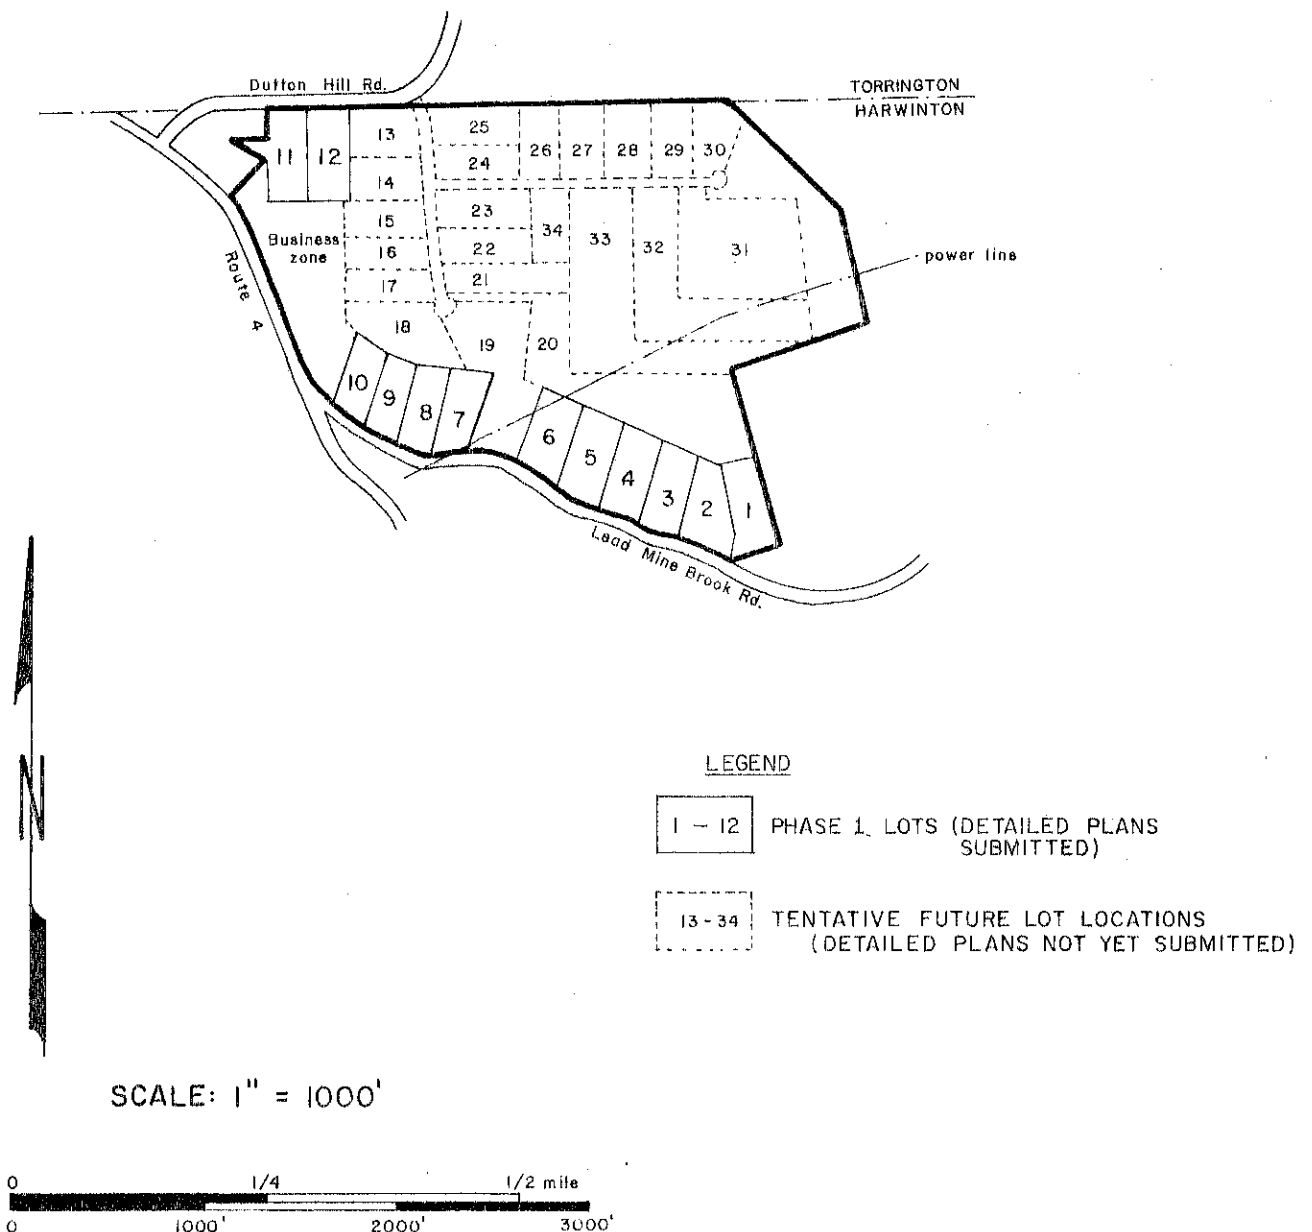 Dutton Hill Rd.
TORRINGTON
HARWINTON
11
12
13
25
26
27
28
29
30
24
14
23
34
33
32
31
15
Business
zone
16
22
power line
17
21
Route 4
18
19
20
10
9
8
7
6
5
4
3
2
1
Lead Mine Brook Rd.
N
LEGEND
1 - 12
PHASE 1 LOTS (DETAILED PLANS
SUBMITTED)
13-34
TENTATIVE FUTURE LOT LOCATIONS
(DETAILED PLANS NOT YET SUBMITTED)
SCALE: 1" = 1000'
0 1/4 1/2 mile
0 1000' 2000' 3000'